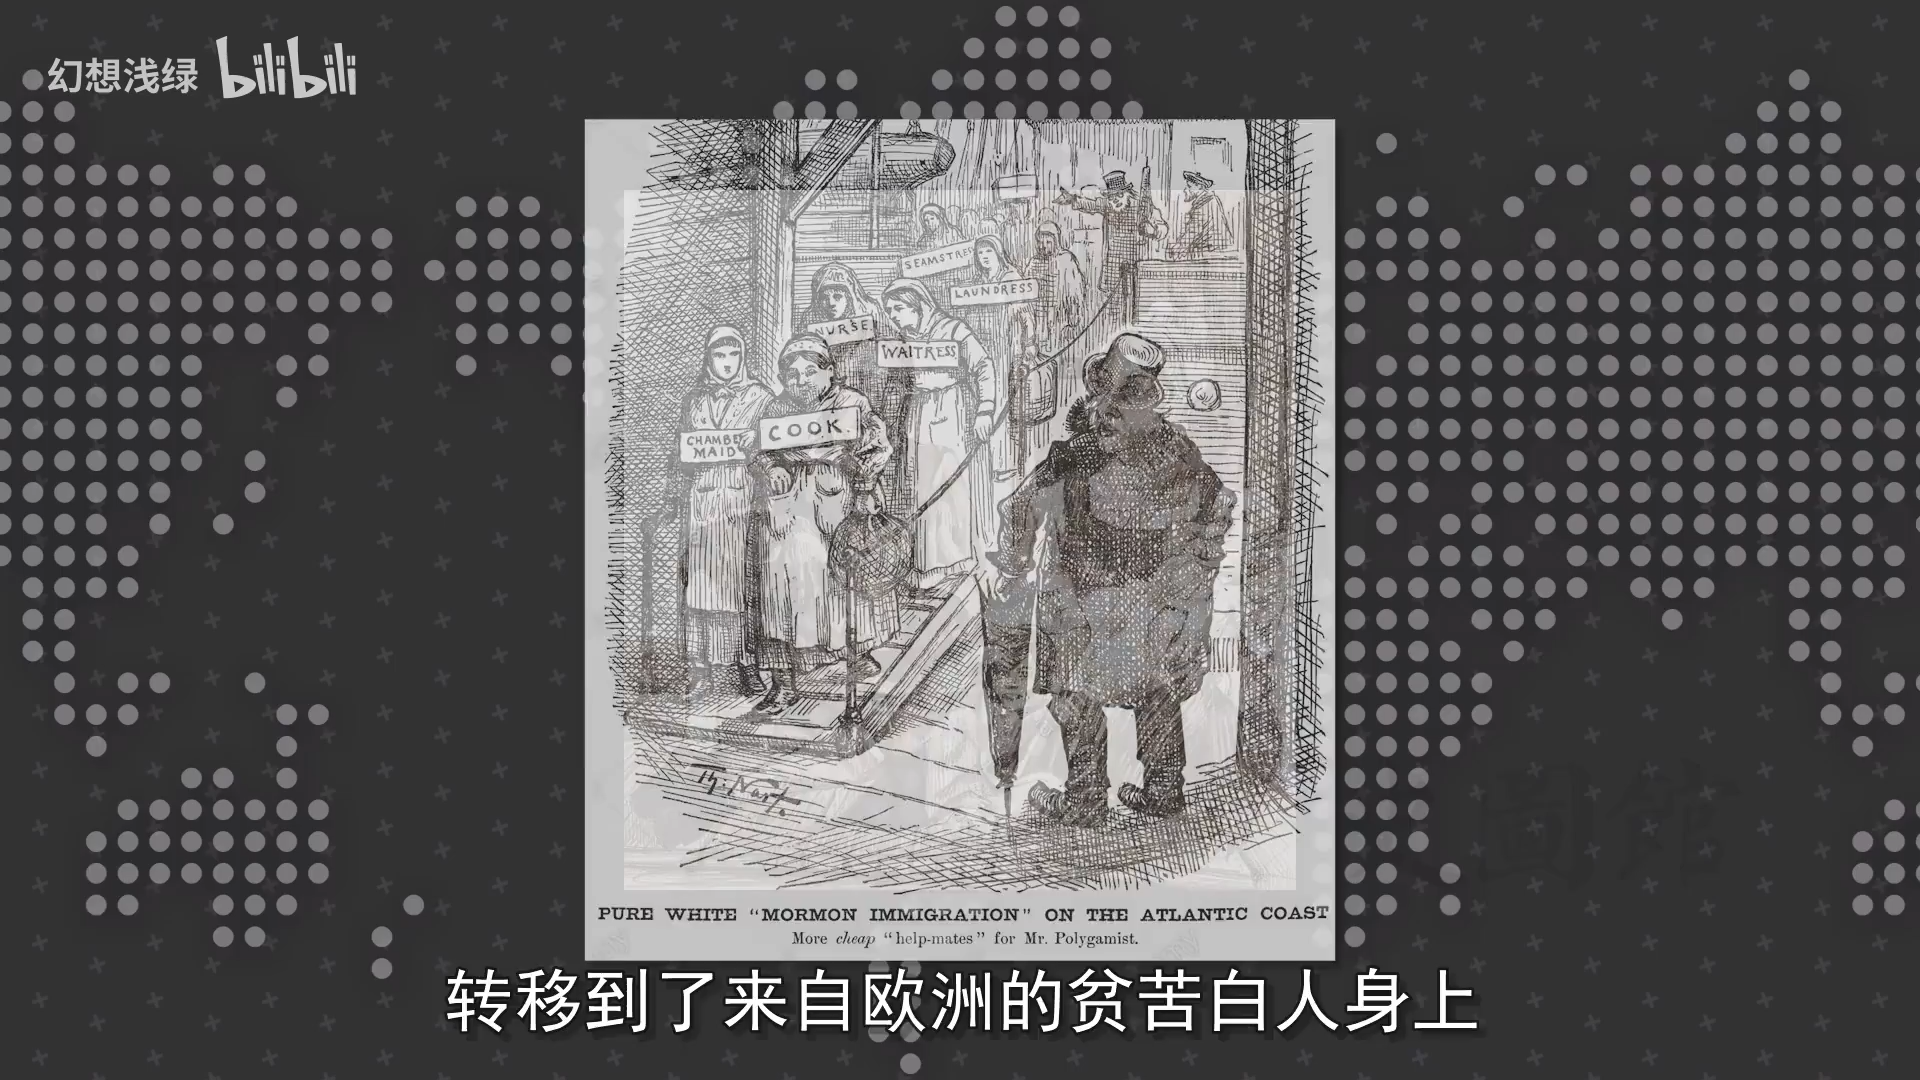 幻想浅绿 bilibili
SEAMSTRES
LAUNDRESS
NURSE
WAITRESS
COOK.
CHAMBE
MAID
Th. Nast.
PURE WHITE “MORMON IMMIGRATION” ON THE ATLANTIC COAST
More cheap “help-mates” for Mr. Polygamist.
转移到了来自欧洲的贫苦白人身上